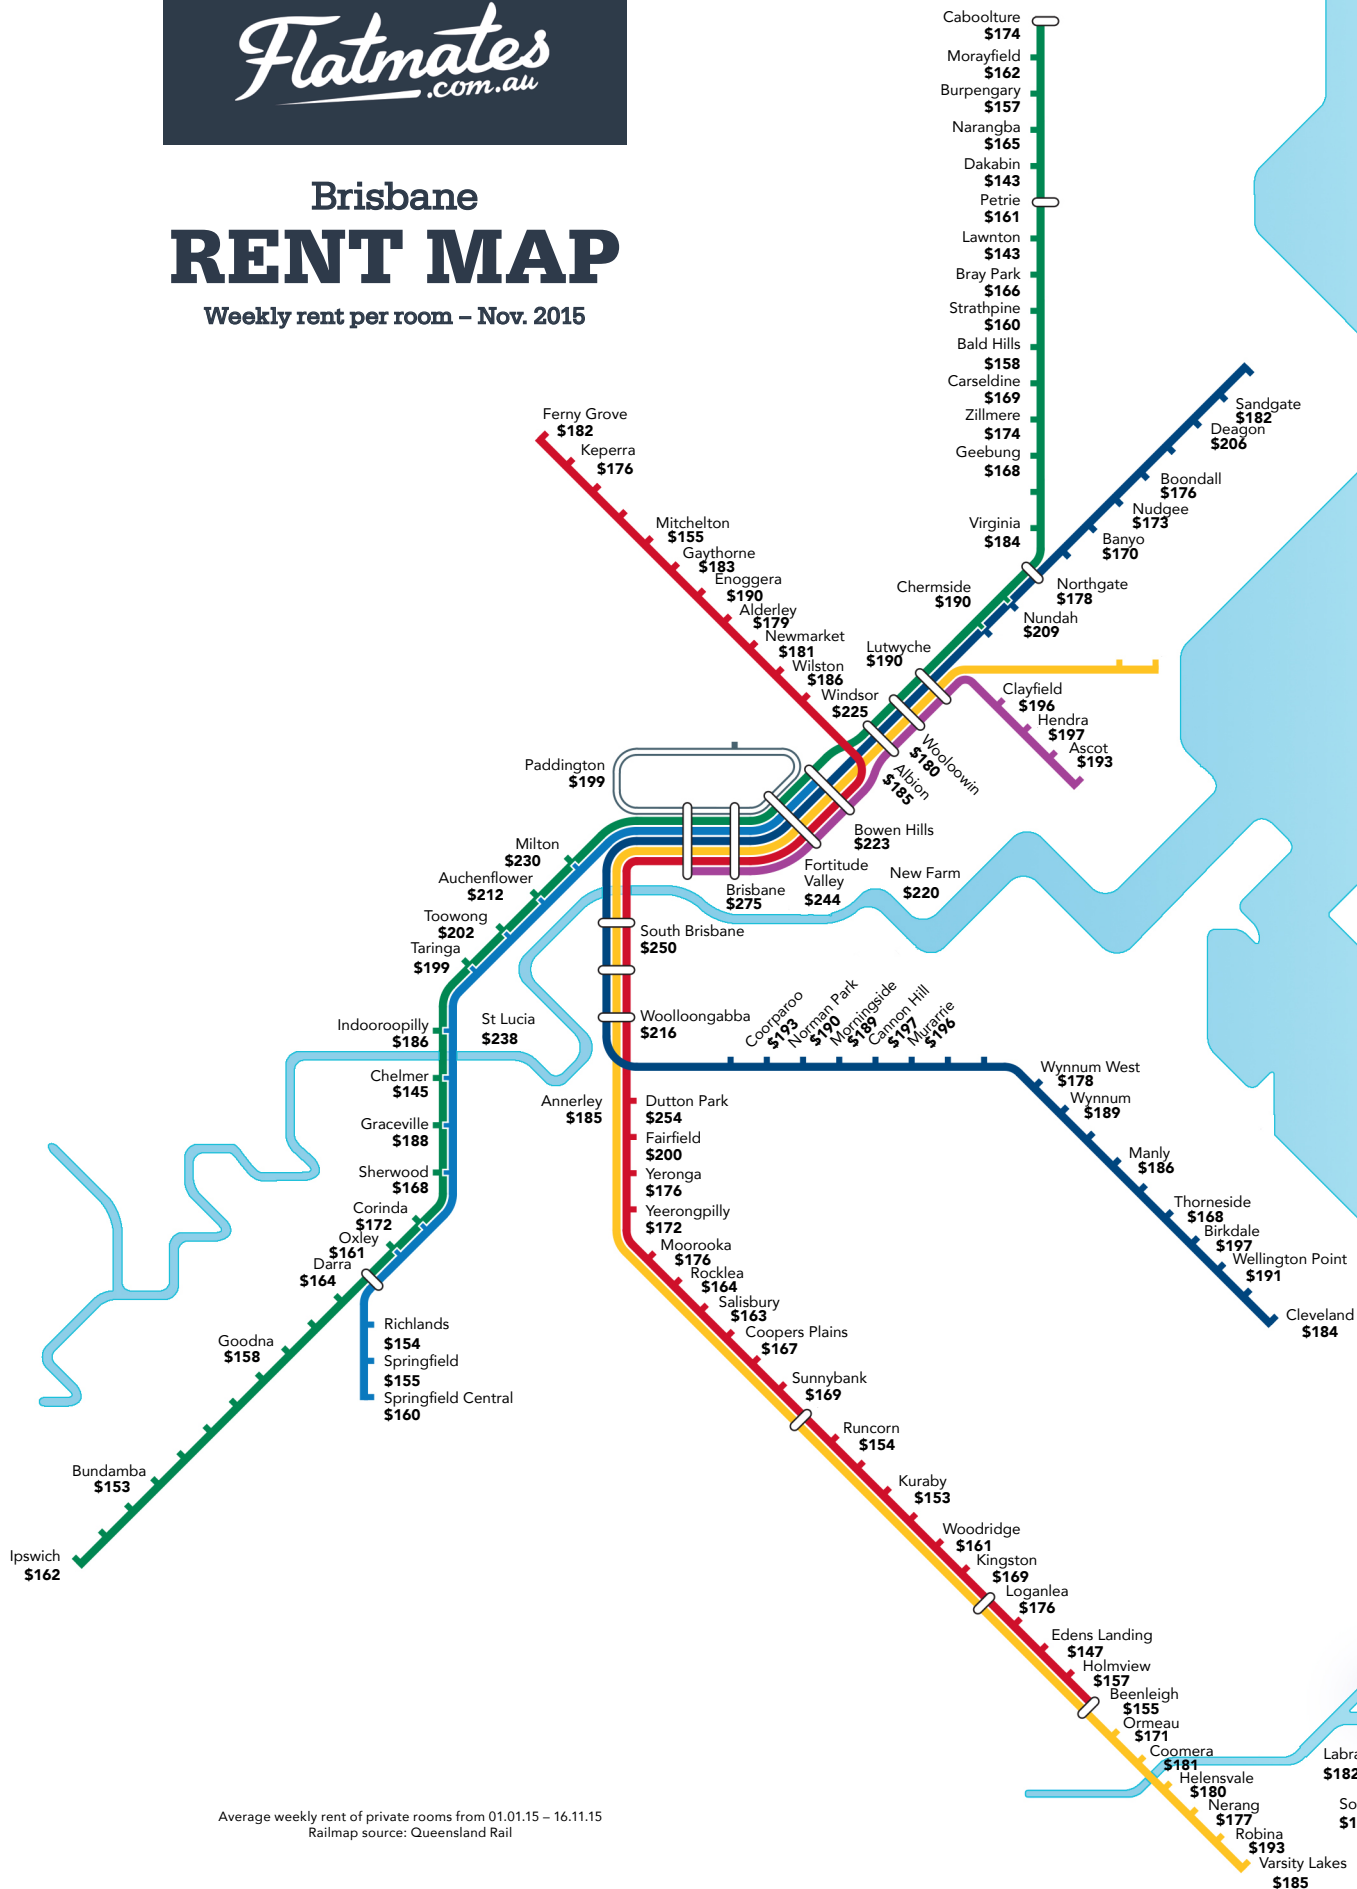 Flatmates
.com.au
Brisbane
RENT MAP
Weekly rent per room – Nov. 2015
Caboolture
$174
Morayfield
$162
Burpengary
$157
Narangba
$165
Dakabin
$143
Petrie
$161
Lawnton
$143
Bray Park
$166
Strathpine
$160
Bald Hills
$158
Carseldine
$169
Zillmere
$174
Geebung
$168
Virginia
$184
Sandgate
$182
Deagon
$206
Boondall
$176
Nudgee
$173
Banyo
$170
Northgate
$178
Nundah
$209
Chermside
$190
Lutwyche
$190
Ferny Grove
$182
Keperra
$176
Mitchelton
$155
Gaythorne
$183
Enoggera
$190
Alderley
$179
Newmarket
$181
Wilston
$186
Windsor
$225
Clayfield
$196
Hendra
$197
Ascot
$193
Wooloowin
$180
Albion
$185
Bowen Hills
$223
Fortitude
Valley
$244
New Farm
$220
Brisbane
$275
Paddington
$199
Milton
$230
Auchenflower
$212
Toowong
$202
Taringa
$199
Indooroopilly
$186
St Lucia
$238
Chelmer
$145
Graceville
$188
Sherwood
$168
Corinda
$172
Oxley
$161
Darra
$164
Richlands
$154
Springfield
$155
Springfield Central
$160
Goodna
$158
Bundamba
$153
Ipswich
$162
South Brisbane
$250
Woolloongabba
$216
Coorparoo
$193
Norman Park
$190
Morningside
$189
Cannon Hill
$197
Murarrie
$196
Wynnum West
$178
Wynnum
$189
Manly
$186
Thorneside
$168
Birkdale
$197
Wellington Point
$191
Cleveland
$184
Annerley
$185
Dutton Park
$254
Fairfield
$200
Yeronga
$176
Yeerongpilly
$172
Moorooka
$176
Rocklea
$164
Salisbury
$163
Coopers Plains
$167
Sunnybank
$169
Runcorn
$154
Kuraby
$153
Woodridge
$161
Kingston
$169
Loganlea
$176
Edens Landing
$147
Holmview
$157
Beenleigh
$155
Ormeau
$171
Coomera
$181
Helensvale
$180
Nerang
$177
Robina
$193
Varsity Lakes
$185
Labra
$182
So
$1
Average weekly rent of private rooms from 01.01.15 – 16.11.15
Railmap source: Queensland Rail